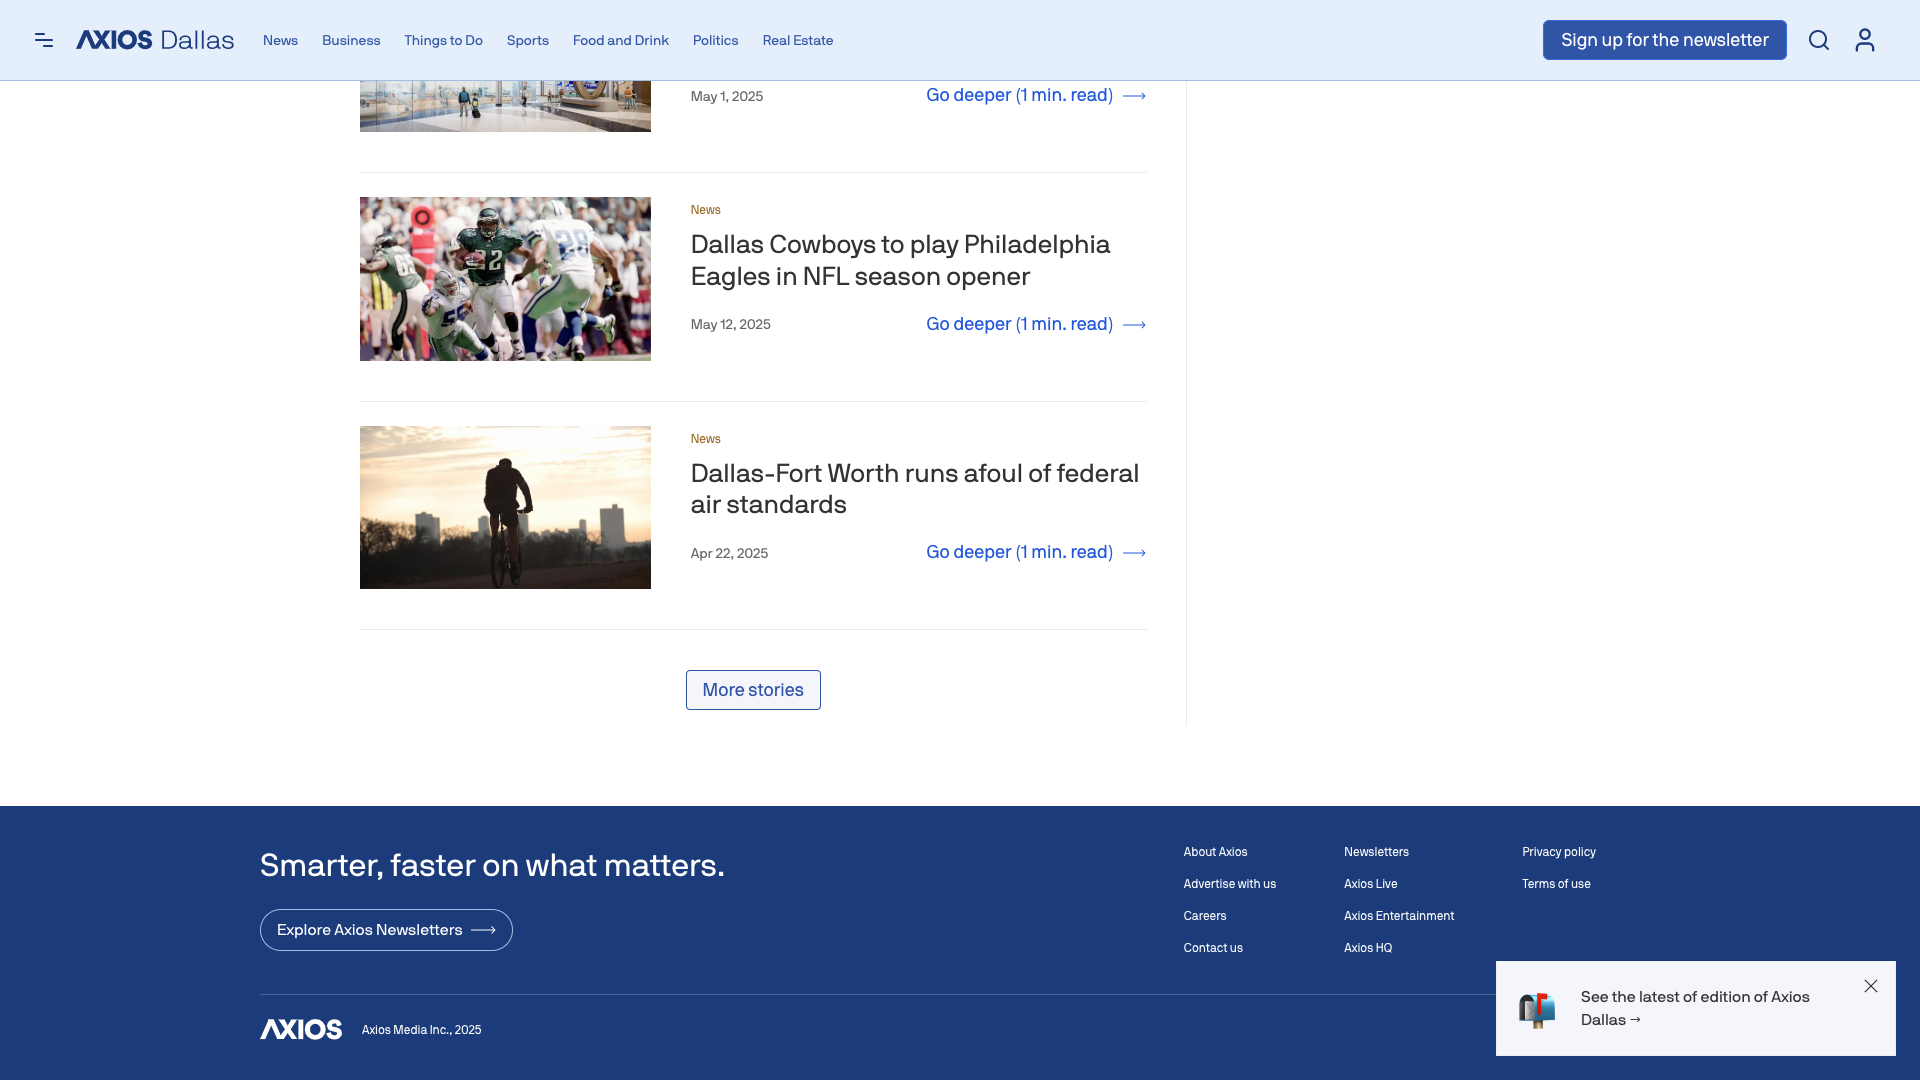 AXIOS Dallas
News
Business
Things to Do
Sports
Food and Drink
Politics
Real Estate
Sign up for the newsletter
May 1, 2025
Go deeper (1 min. read)
News
Dallas Cowboys to play Philadelphia
Eagles in NFL season opener
May 12, 2025
Go deeper (1 min. read)
News
Dallas-Fort Worth runs afoul of federal
air standards
Apr 22, 2025
Go deeper (1 min. read)
More stories
Smarter, faster on what matters.
Explore Axios Newsletters
About Axios
Advertise with us
Careers
Contact us
Newsletters
Axios Live
Axios Entertainment
Axios HQ
Privacy policy
Terms of use
AXIOS
Axios Media Inc., 2025
See the latest of edition of Axios
Dallas →